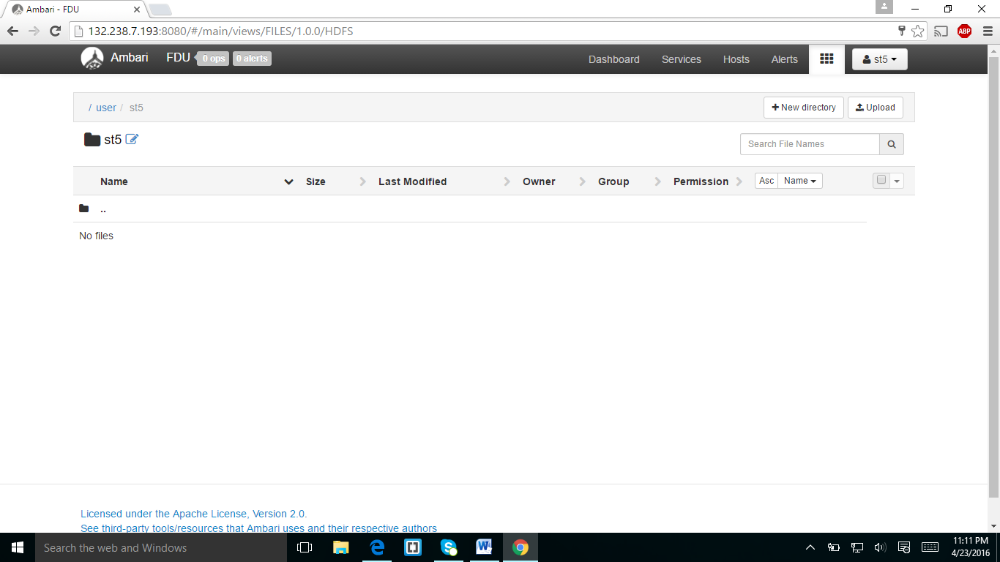 Ambari - FDU
132.238.7.193:8080/#/main/views/FILES/1.0.0/HDFS
ABP
Ambari FDU 0 ops 0 alerts Dashboard Services Hosts Alerts st5
/ user / st5 New directory Upload
st5 Search File Names
Name Size Last Modified Owner Group Permission Asc Name
..
No files
Licensed under the Apache License, Version 2.0.
See third-party tools/resources that Ambari uses and their respective authors
Search the web and Windows
11:11 PM
4/23/2016